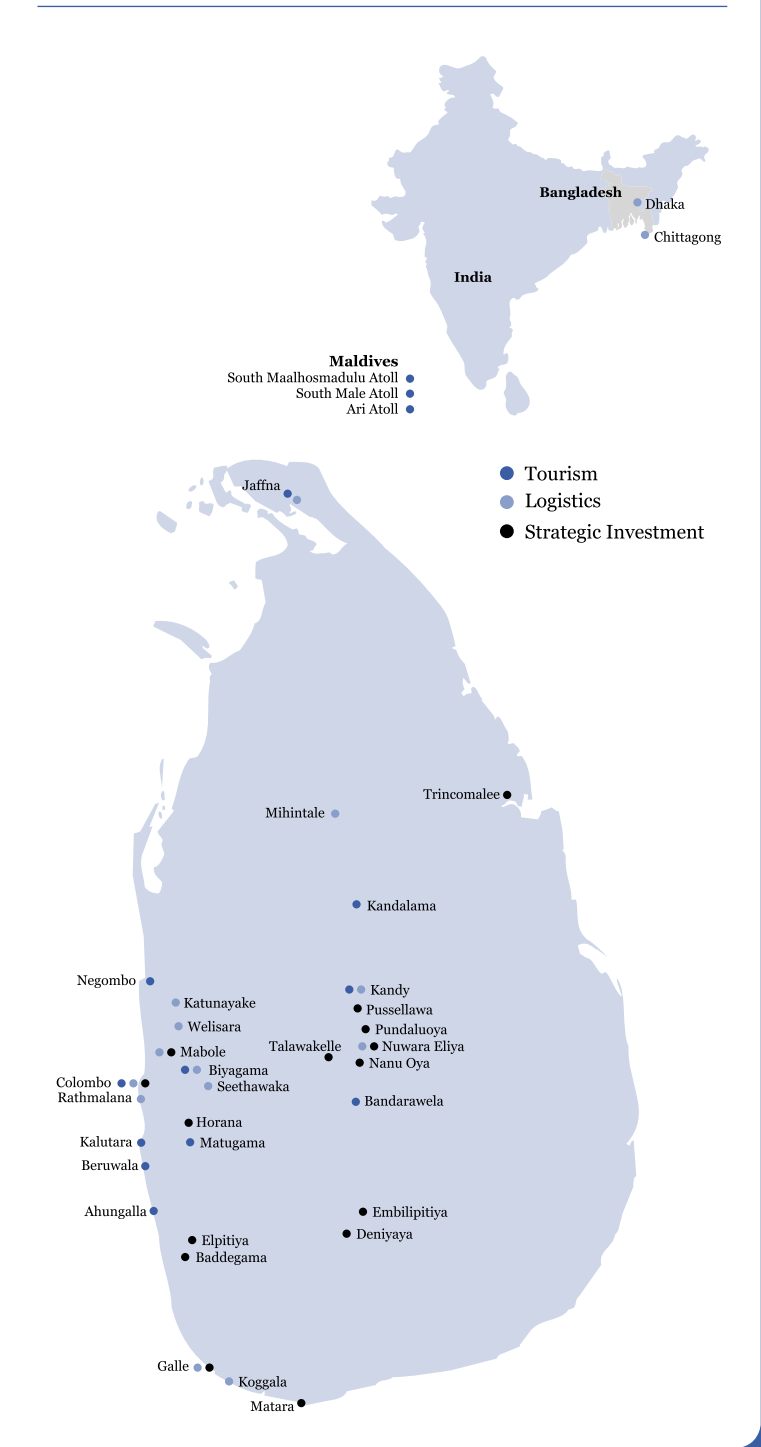 Bangladesh
Dhaka
Chittagong
India
Maldives
South Maalhosmadulu Atoll
South Male Atoll
Ari Atoll
Tourism
Logistics
Strategic Investment
Jaffna
Trincomalee
Mihintale
Kandalama
Negombo
Kandy
Katunayake
Pussellawa
Welisara
Pundaluoya
Talawakelle
Nuwara Eliya
Mabole
Nanu Oya
Biyagama
Colombo
Seethawaka
Rathmalana
Bandarawela
Horana
Kalutara
Matugama
Beruwala
Ahungalla
Embilipitiya
Deniyaya
Elpitiya
Baddegama
Galle
Koggala
Matara